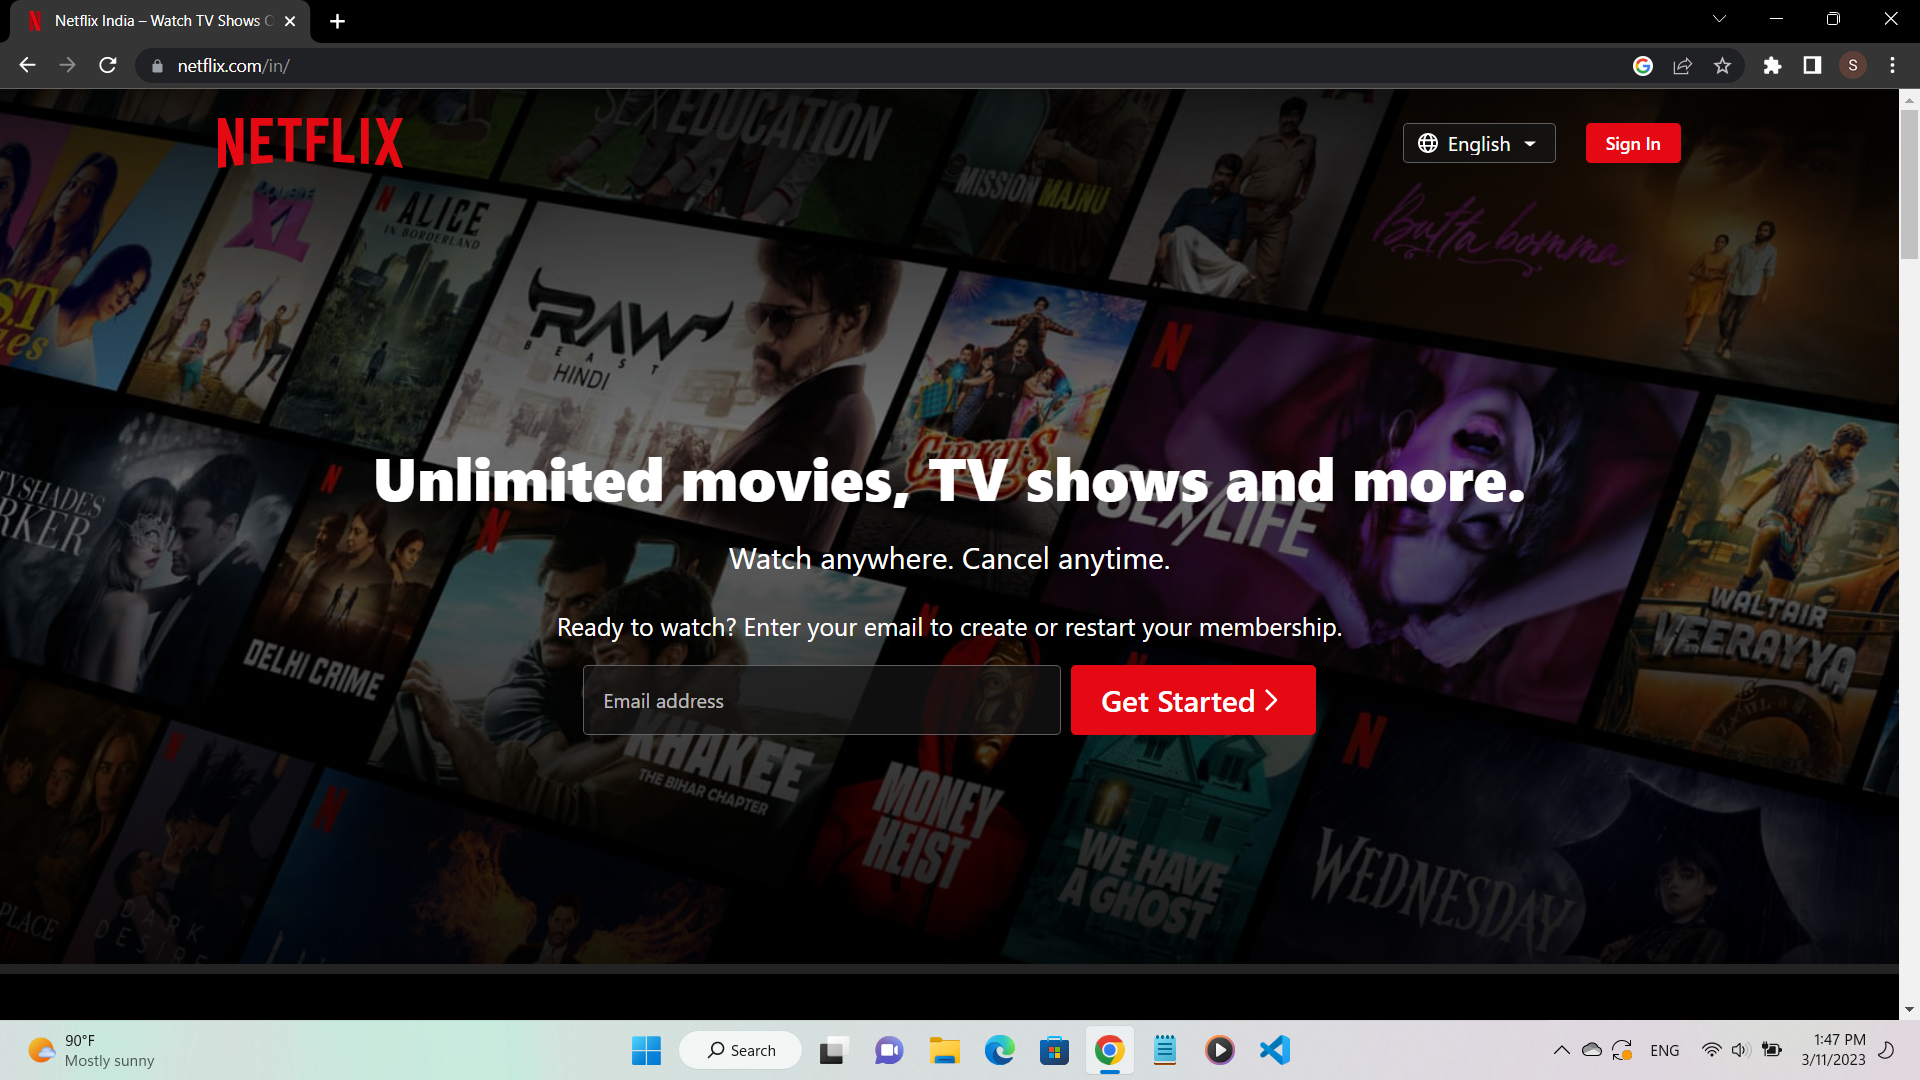 Netflix India – Watch TV Shows O
netflix.com/in/
S
NETFLIX
English
Sign In
SEX EDUCATION
MISSION MAJNU
Butta bomma
DOUBLE
XL
N
ALICE
IN BORDERLAND
RAW
BEAST
HINDI
CIRKUS
N
Unlimited movies, TV shows and more.
SEX/LIFE
Watch anywhere. Cancel anytime.
Ready to watch? Enter your email to create or restart your membership.
WALTAIR
VEERAYYA
DELHI CRIME
Email address
Get Started
KHAKEE
THE BIHAR CHAPTER
MONEY
HEIST
WE HAVE
A GHOST
WEDNESDAY
PLACE
DARK
DESIRE
90°F
Mostly sunny
Search
ENG
1:47 PM
3/11/2023